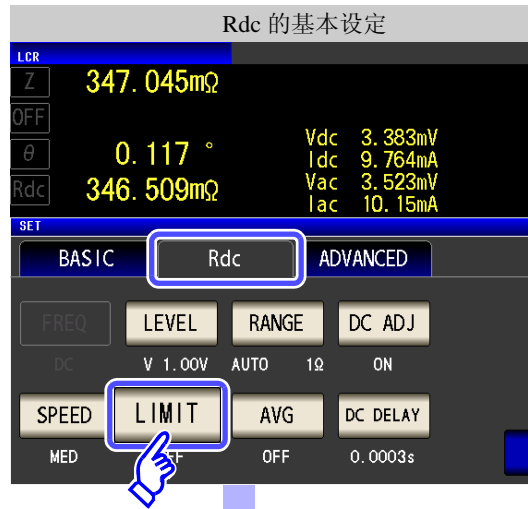 Rdc 的基本设定
LCR
Z 347.045mΩ
OFF
θ 0.117 ° Vdc 3.383mV
Idc 9.764mA
Rdc 346.509mΩ Vac 3.523mV
Iac 10.15mA
SET
BASIC Rdc ADVANCED
FREQ LEVEL RANGE DC ADJ
DC V 1.00V AUTO 1Ω ON
SPEED LIMIT AVG DC DELAY
MED OFF 0.0003s